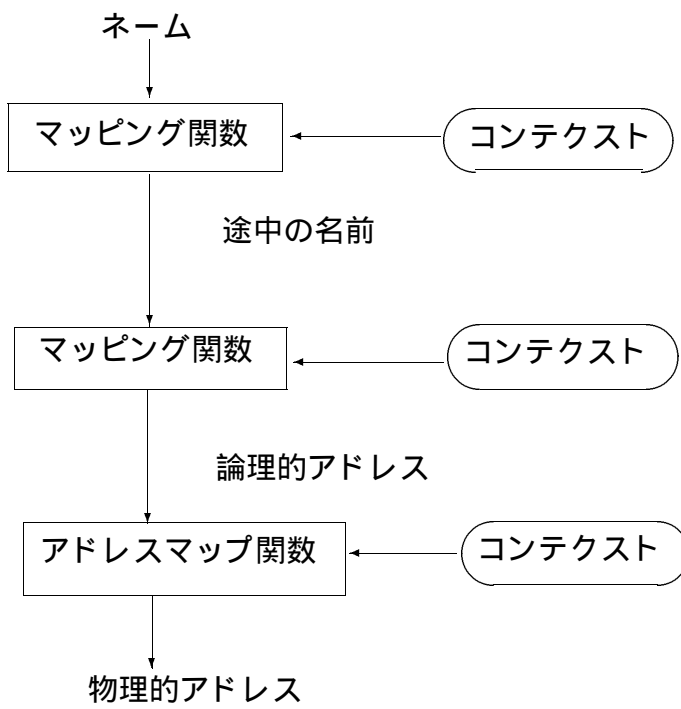 ネーム
マッピング関数
コンテクスト
途中の名前
マッピング関数
コンテクスト
論理的アドレス
アドレスマップ関数
コンテクスト
物理的アドレス